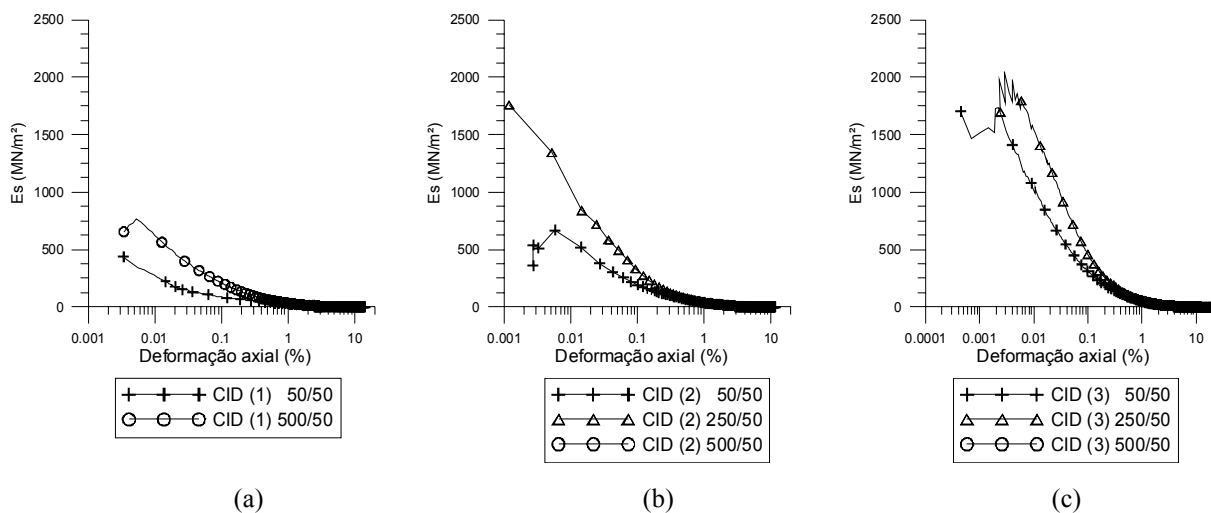 2500
2000
1500
1000
500
0
Es (MN/m²)
0.001 0.01 0.1 1 10
Deformação axial (%)
CID (1) 50/50
CID (1) 500/50
(a)
2500
2000
1500
1000
500
0
Es (MN/m²)
0.001 0.01 0.1 1 10
Deformação axial (%)
CID (2) 50/50
CID (2) 250/50
CID (2) 500/50
(b)
2500
2000
1500
1000
500
0
Es (MN/m²)
0.0001 0.001 0.01 0.1 1 10
Deformação axial (%)
CID (3) 50/50
CID (3) 250/50
CID (3) 500/50
(c)